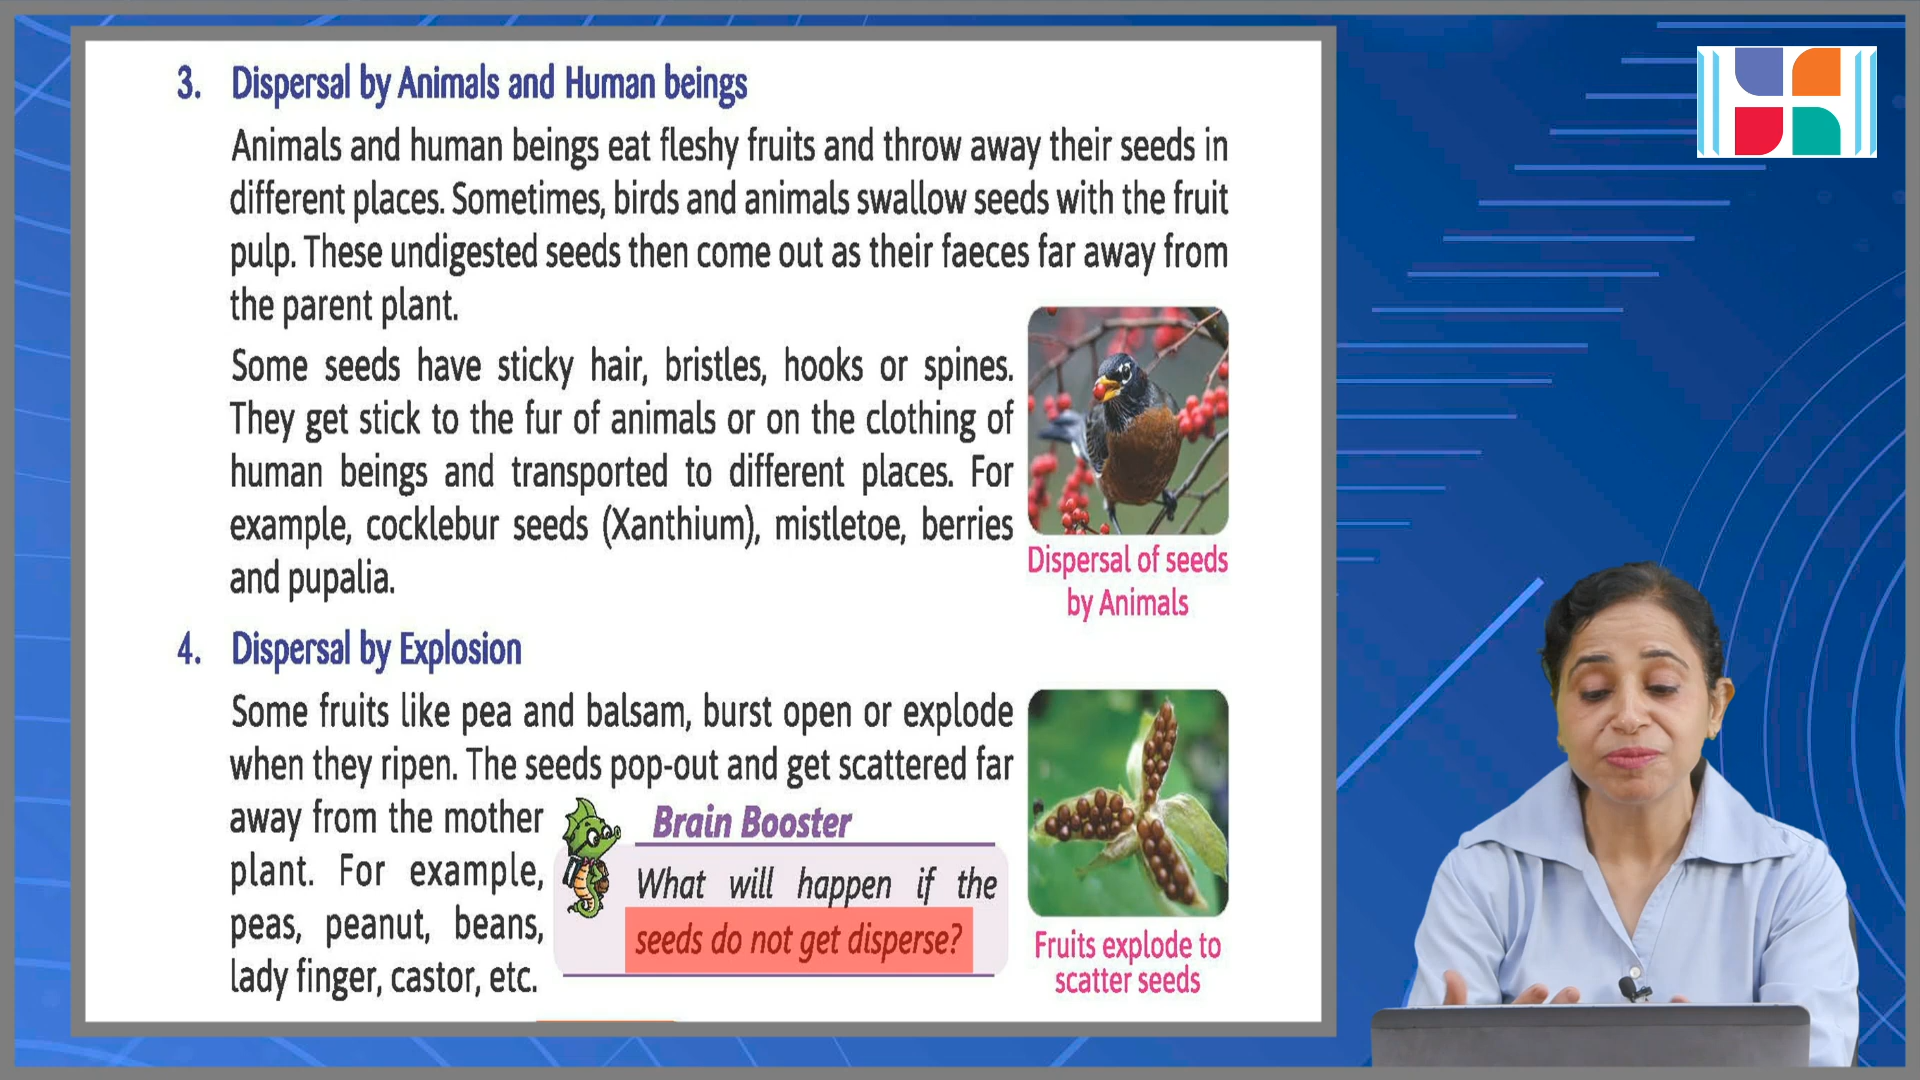 3. Dispersal by Animals and Human beings
Animals and human beings eat fleshy fruits and throw away their seeds in
different places. Sometimes, birds and animals swallow seeds with the fruit
pulp. These undigested seeds then come out as their faeces far away from
the parent plant.
Some seeds have sticky hair, bristles, hooks or spines.
They get stick to the fur of animals or on the clothing of
human beings and transported to different places. For
example, cocklebur seeds (Xanthium), mistletoe, berries
and pupalia.
Dispersal of seeds
by Animals
4. Dispersal by Explosion
Some fruits like pea and balsam, burst open or explode
when they ripen. The seeds pop-out and get scattered far
away from the mother
plant. For example,
peas, peanut, beans,
lady finger, castor, etc.
Brain Booster
What will happen if the
seeds do not get disperse?
Fruits explode to
scatter seeds